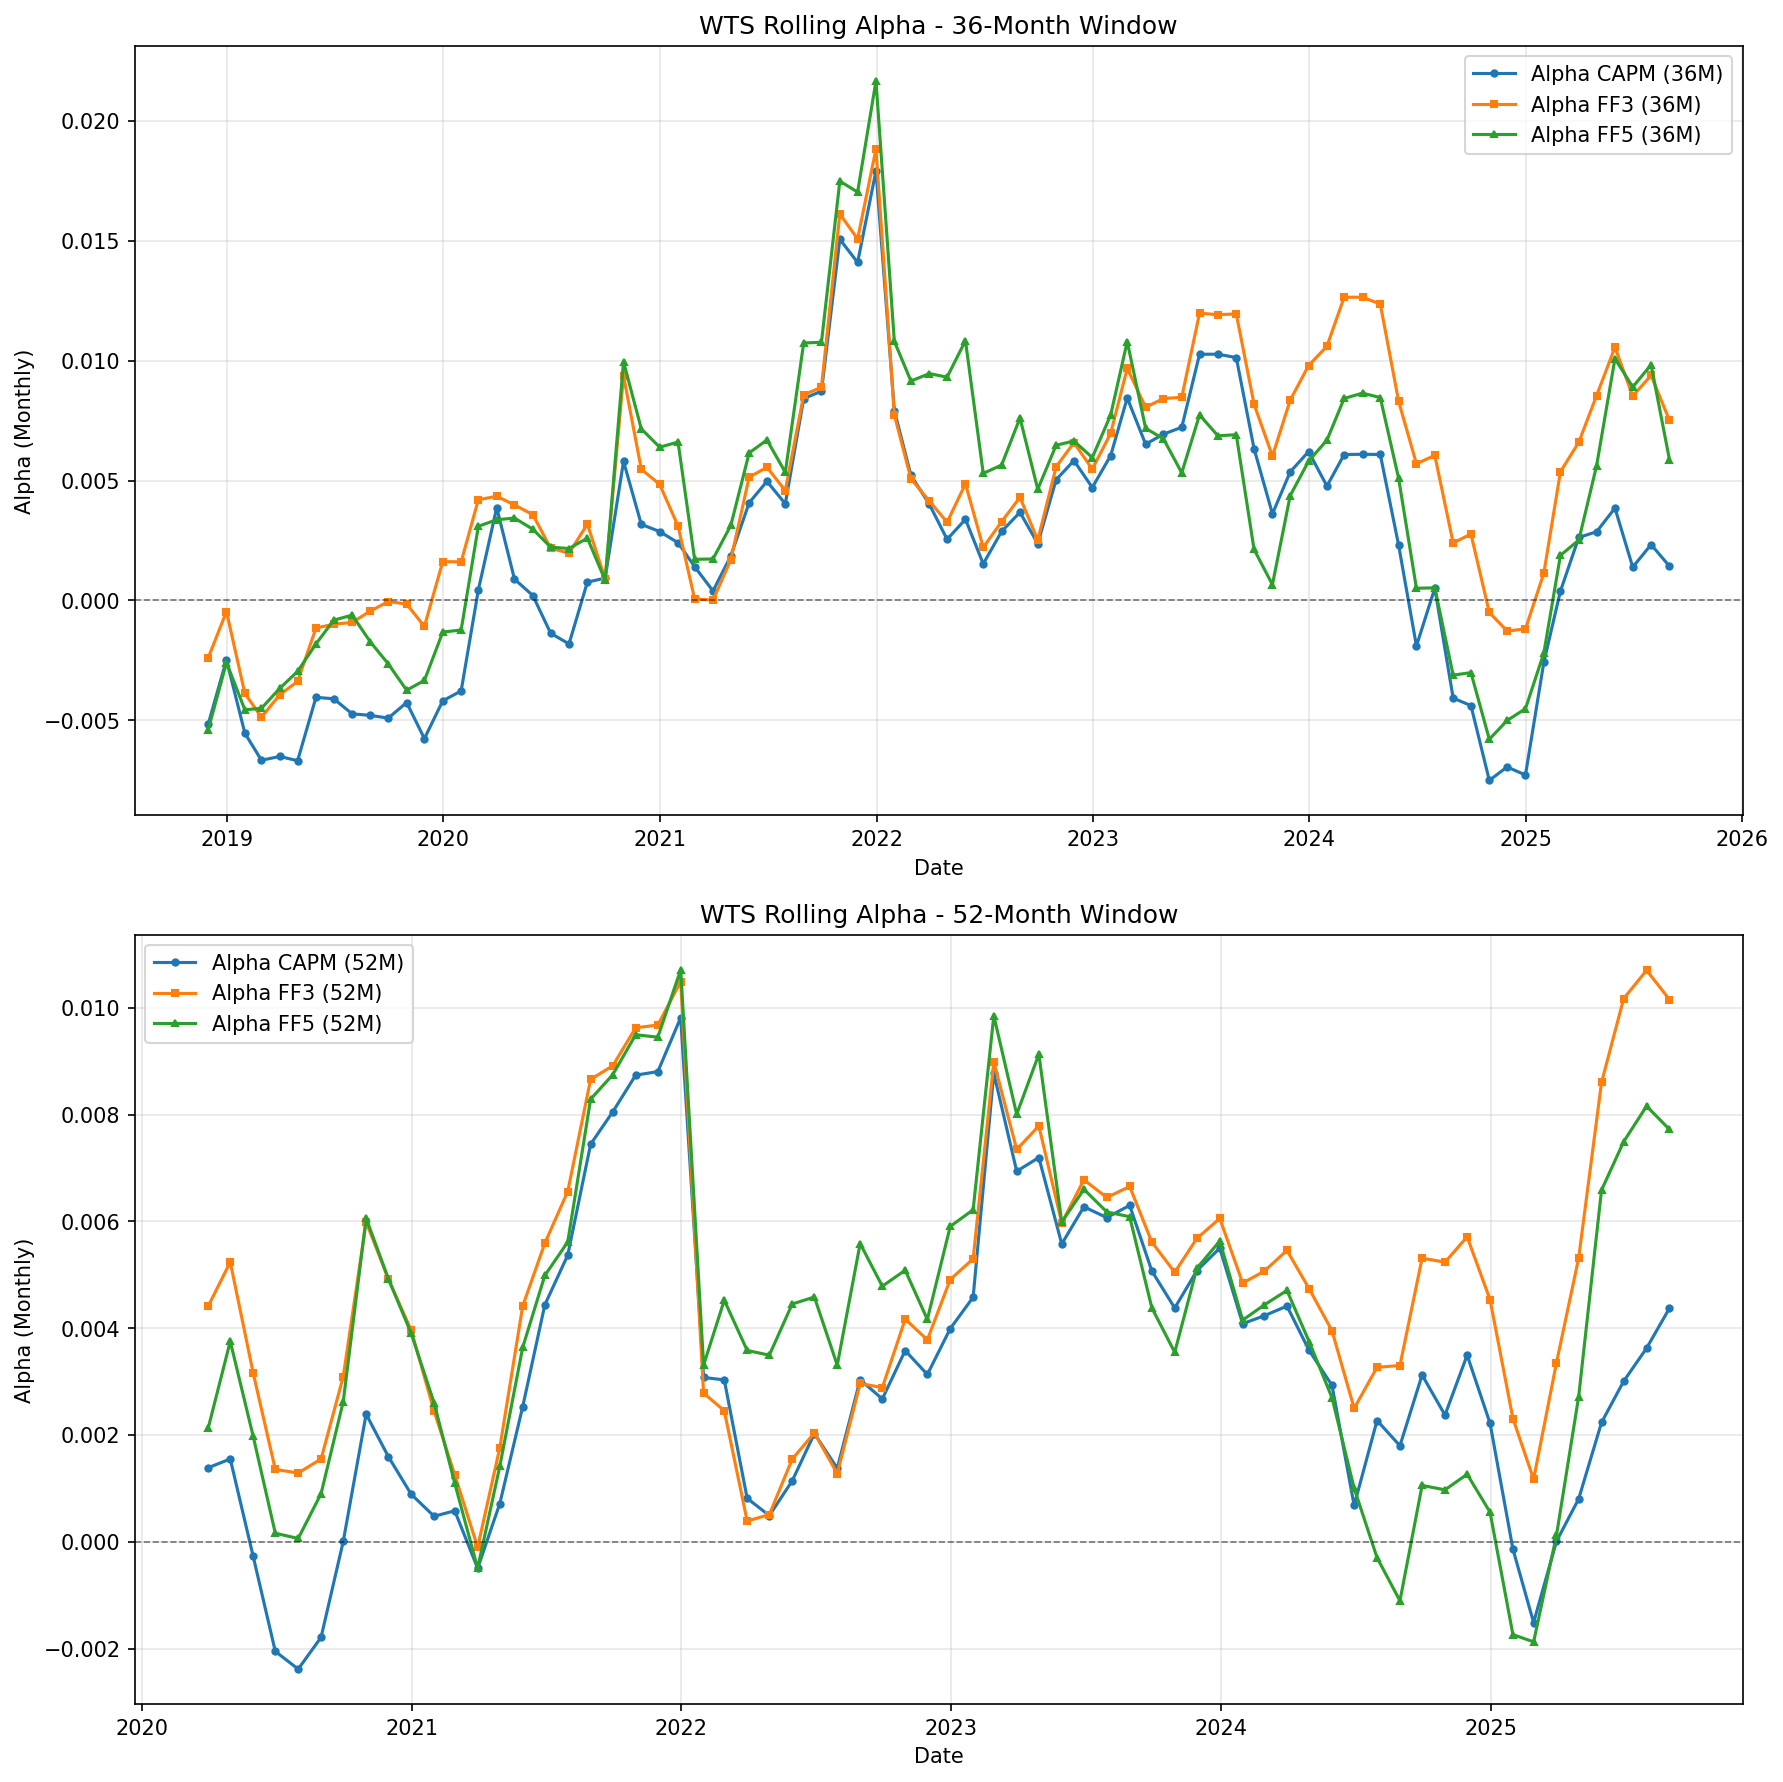 WTS Rolling Alpha - 36-Month Window
Alpha CAPM (36M)
Alpha FF3 (36M)
Alpha FF5 (36M)
Alpha (Monthly)
0.020
0.015
0.010
0.005
0.000
−0.005
2019 2020 2021 2022 2023 2024 2025 2026
Date
WTS Rolling Alpha - 52-Month Window
Alpha CAPM (52M)
Alpha FF3 (52M)
Alpha FF5 (52M)
Alpha (Monthly)
0.010
0.008
0.006
0.004
0.002
0.000
−0.002
2020 2021 2022 2023 2024 2025
Date